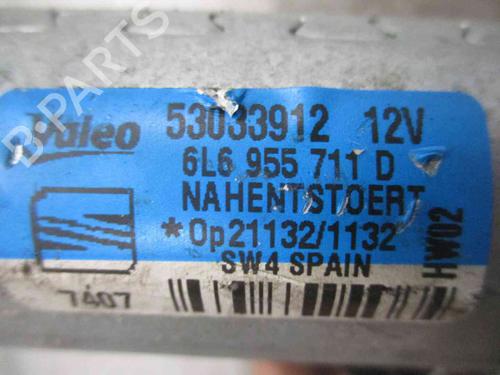 B-PARTS
Valeo 53033912 12V
6L6 955 711 D
NAHENTSTOERT
*Op21132/1132
SW4 SPAIN
HW02
7407